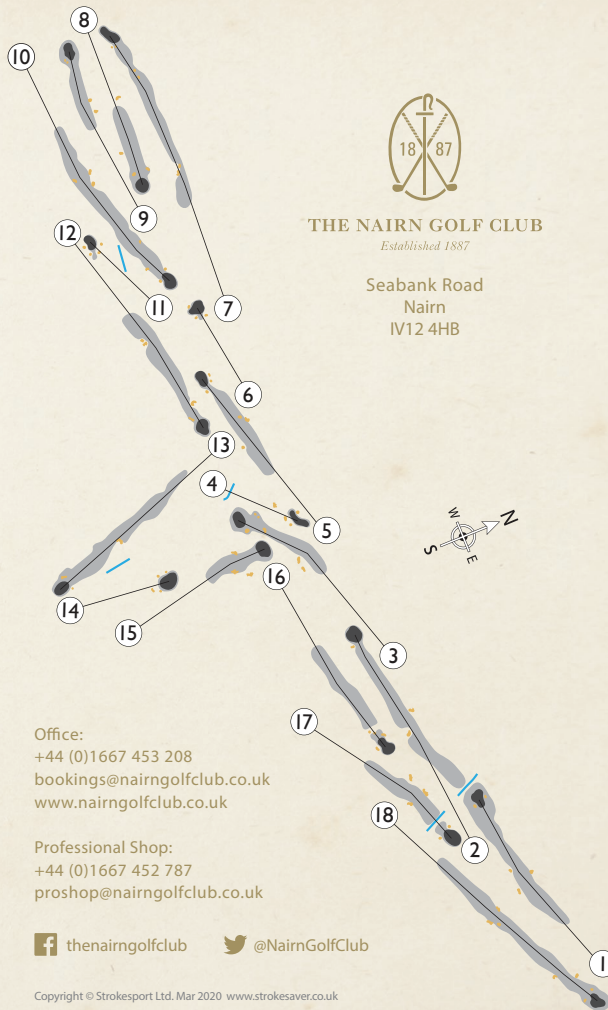 8
10
18 87
THE NAIRN GOLF CLUB
Established 1887
Seabank Road
Nairn
IV12 4HB
9
12
11
7
6
13
4
5
W
N
S
E
16
14
15
3
17
18
2
Office:
+44 (0)1667 453 208
bookings@nairngolfclub.co.uk
www.nairngolfclub.co.uk
Professional Shop:
+44 (0)1667 452 787
proshop@nairngolfclub.co.uk
1
thenairngolfclub @NairnGolfClub
Copyright © Strokesport Ltd. Mar 2020 www.strokesaver.co.uk